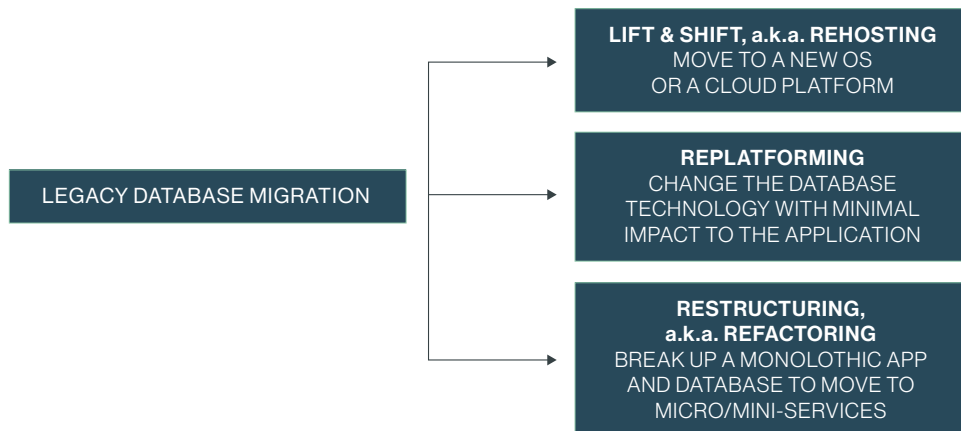 LIFT & SHIFT, a.k.a. REHOSTING
MOVE TO A NEW OS
OR A CLOUD PLATFORM
LEGACY DATABASE MIGRATION
REPLATFORMING
CHANGE THE DATABASE
TECHNOLOGY WITH MINIMAL
IMPACT TO THE APPLICATION
RESTRUCTURING,
a.k.a. REFACTORING
BREAK UP A MONOLOTHIC APP
AND DATABASE TO MOVE TO
MICRO/MINI-SERVICES